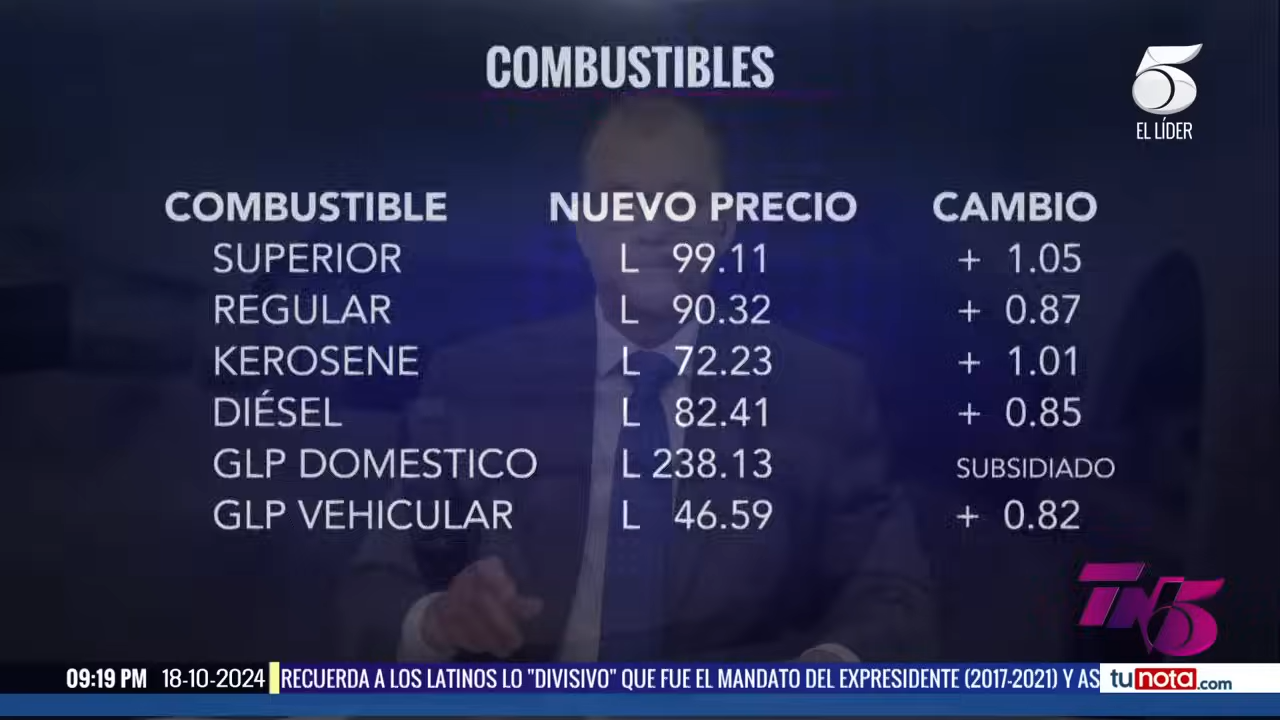 COMBUSTIBLES
5
EL LÍDER
COMBUSTIBLE NUEVO PRECIO CAMBIO
SUPERIOR L 99.11 + 1.05
REGULAR L 90.32 + 0.87
KEROSENE L 72.23 + 1.01
DIÉSEL L 82.41 + 0.85
GLP DOMESTICO L 238.13 SUBSIDIADO
GLP VEHICULAR L 46.59 + 0.82
TN5
09:19 PM 18-10-2024 RECUERDA A LOS LATINOS LO "DIVISIVO" QUE FUE EL MANDATO DEL EXPRESIDENTE (2017-2021) Y AS tunota.com